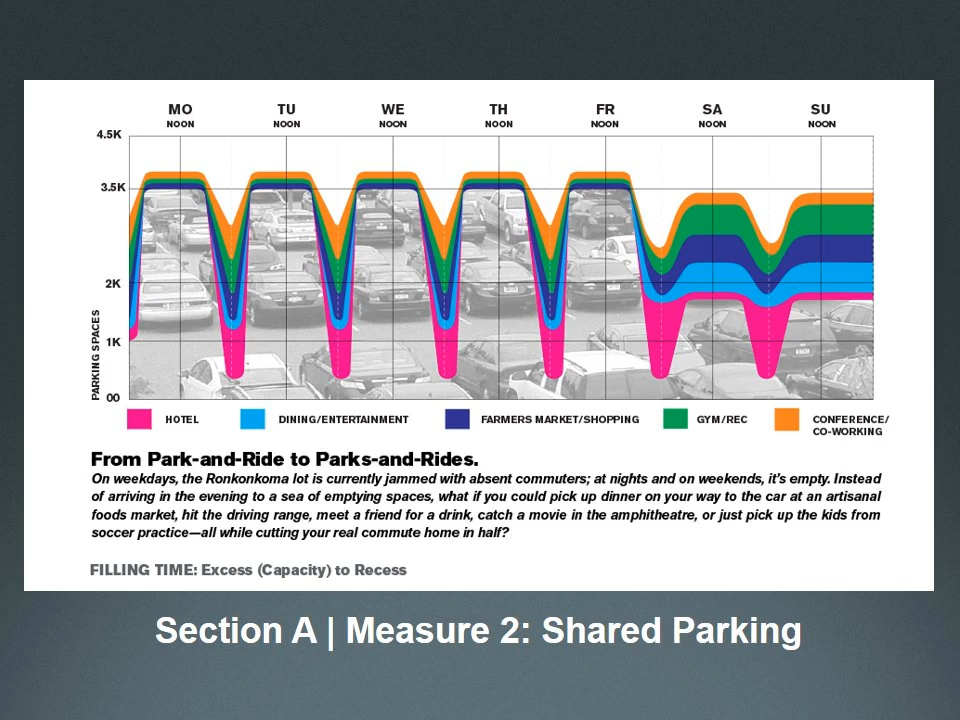 MO TU WE TH FR SA SU
NOON NOON NOON NOON NOON NOON NOON
4.5K
3.5K
2K
1K
00
PARKING SPACES
HOTEL DINING/ENTERTAINMENT FARMERS MARKET/SHOPPING GYM/REC CONFERENCE/
CO-WORKING
From Park-and-Ride to Parks-and-Rides.
On weekdays, the Ronkonkoma lot is currently jammed with absent commuters; at nights and on weekends, it's empty. Instead
of arriving in the evening to a sea of emptying spaces, what if you could pick up dinner on your way to the car at an artisanal
foods market, hit the driving range, meet a friend for a drink, catch a movie in the amphitheatre, or just pick up the kids from
soccer practice—all while cutting your real commute home in half?
FILLING TIME: Excess (Capacity) to Recess
Section A | Measure 2: Shared Parking